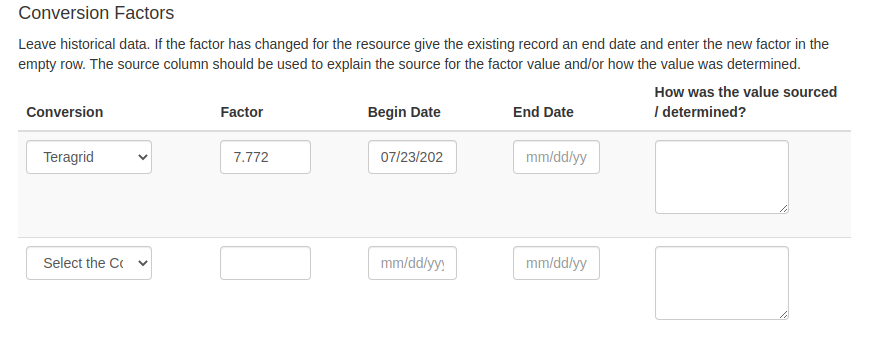 Conversion Factors
Leave historical data. If the factor has changed for the resource give the existing record an end date and enter the new factor in the
empty row. The source column should be used to explain the source for the factor value and/or how the value was determined.
How was the value sourced
Conversion Factor Begin Date End Date / determined?
Teragrid 7.772 07/23/202 mm/dd/yy
Select the Co mm/dd/yyy mm/dd/yy